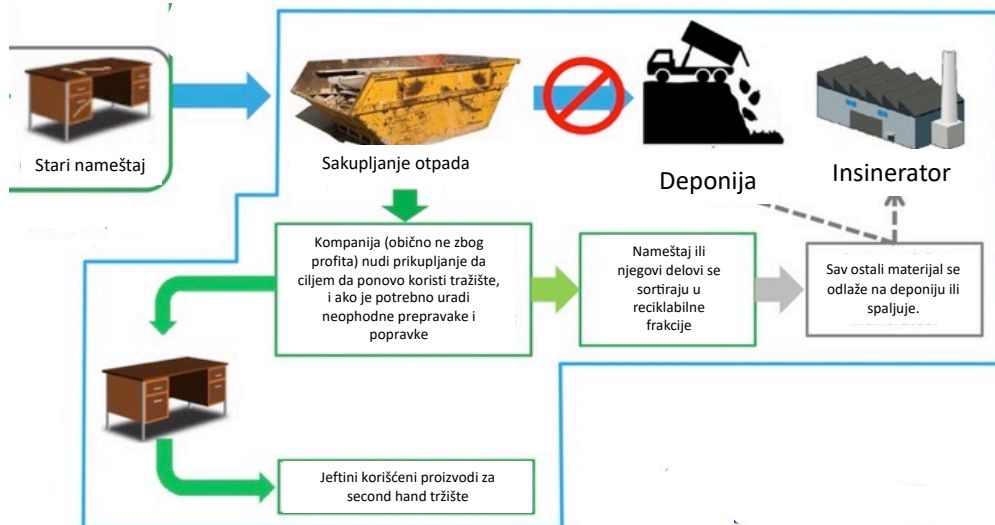 Stari nameštaj
Sakupljanje otpada
Deponija
Insinerator
Kompanija (obično ne zbog
profita) nudi prikupljanje da
ciljem da ponovo koristi tražište,
i ako je potrebno uradi
neophodne prepravake i
popravke
Nameštaj ili
njegovi delovi se
sortiraju u
reciklabilne
frakcije
Sav ostali materijal se
odlaže na deponiju ili
spaljuje.
Jeftini korišćeni proizvodi za
second hand tržište